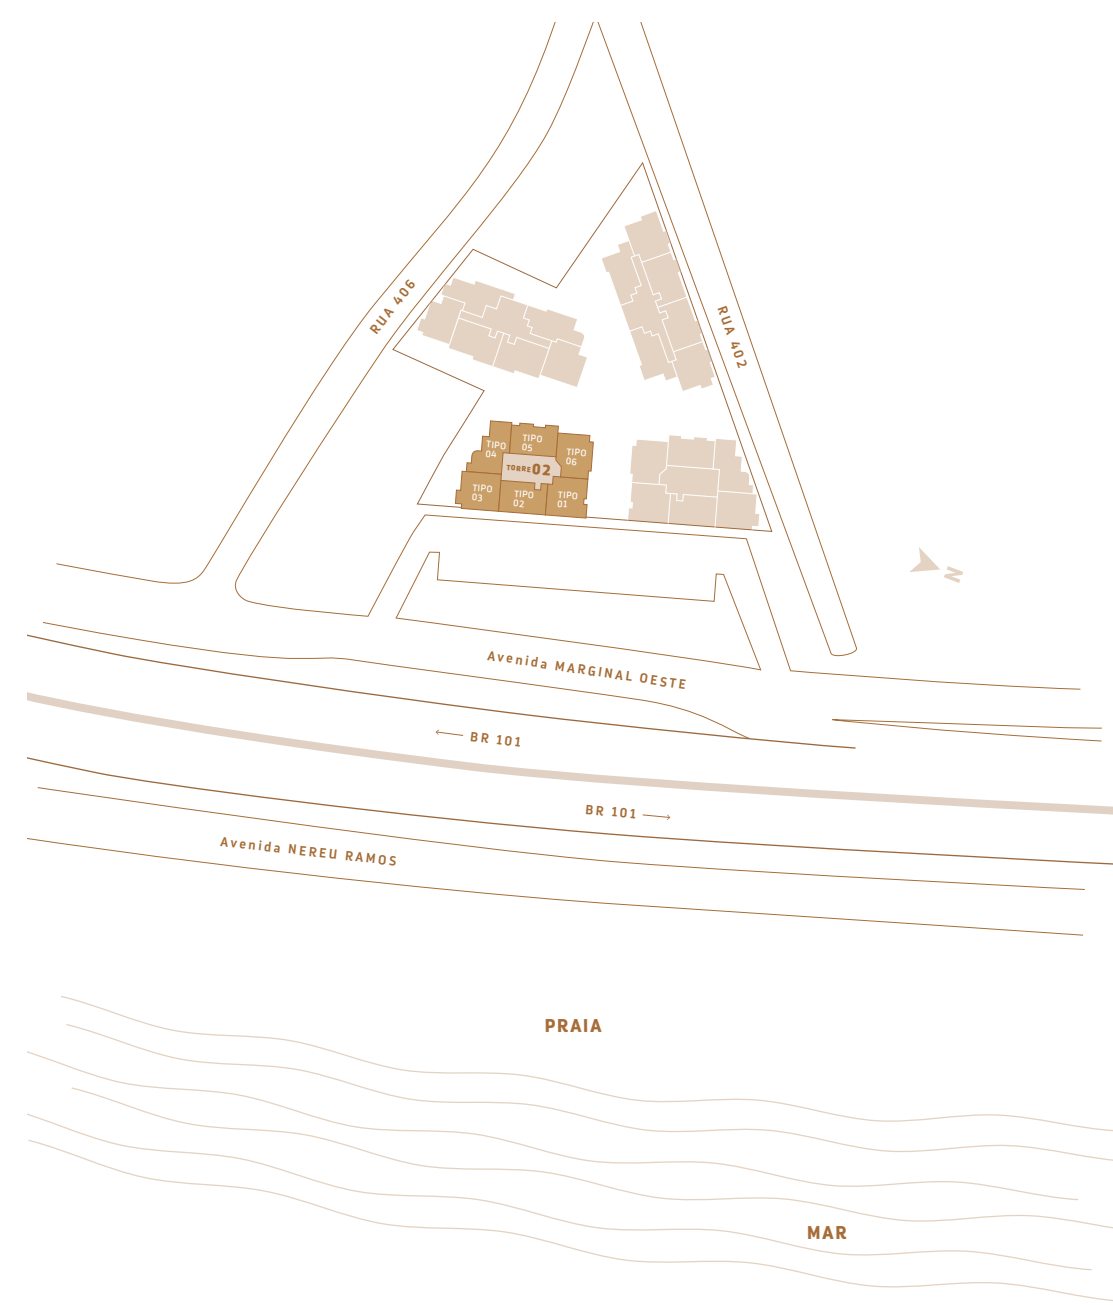 RUA 406
RUA 402
TIPO
04
TIPO
05
TIPO
06
TORRE 02
TIPO
03
TIPO
02
TIPO
01
N
Avenida MARGINAL OESTE
← BR 101
BR 101 →
Avenida NEREU RAMOS
PRAIA
MAR